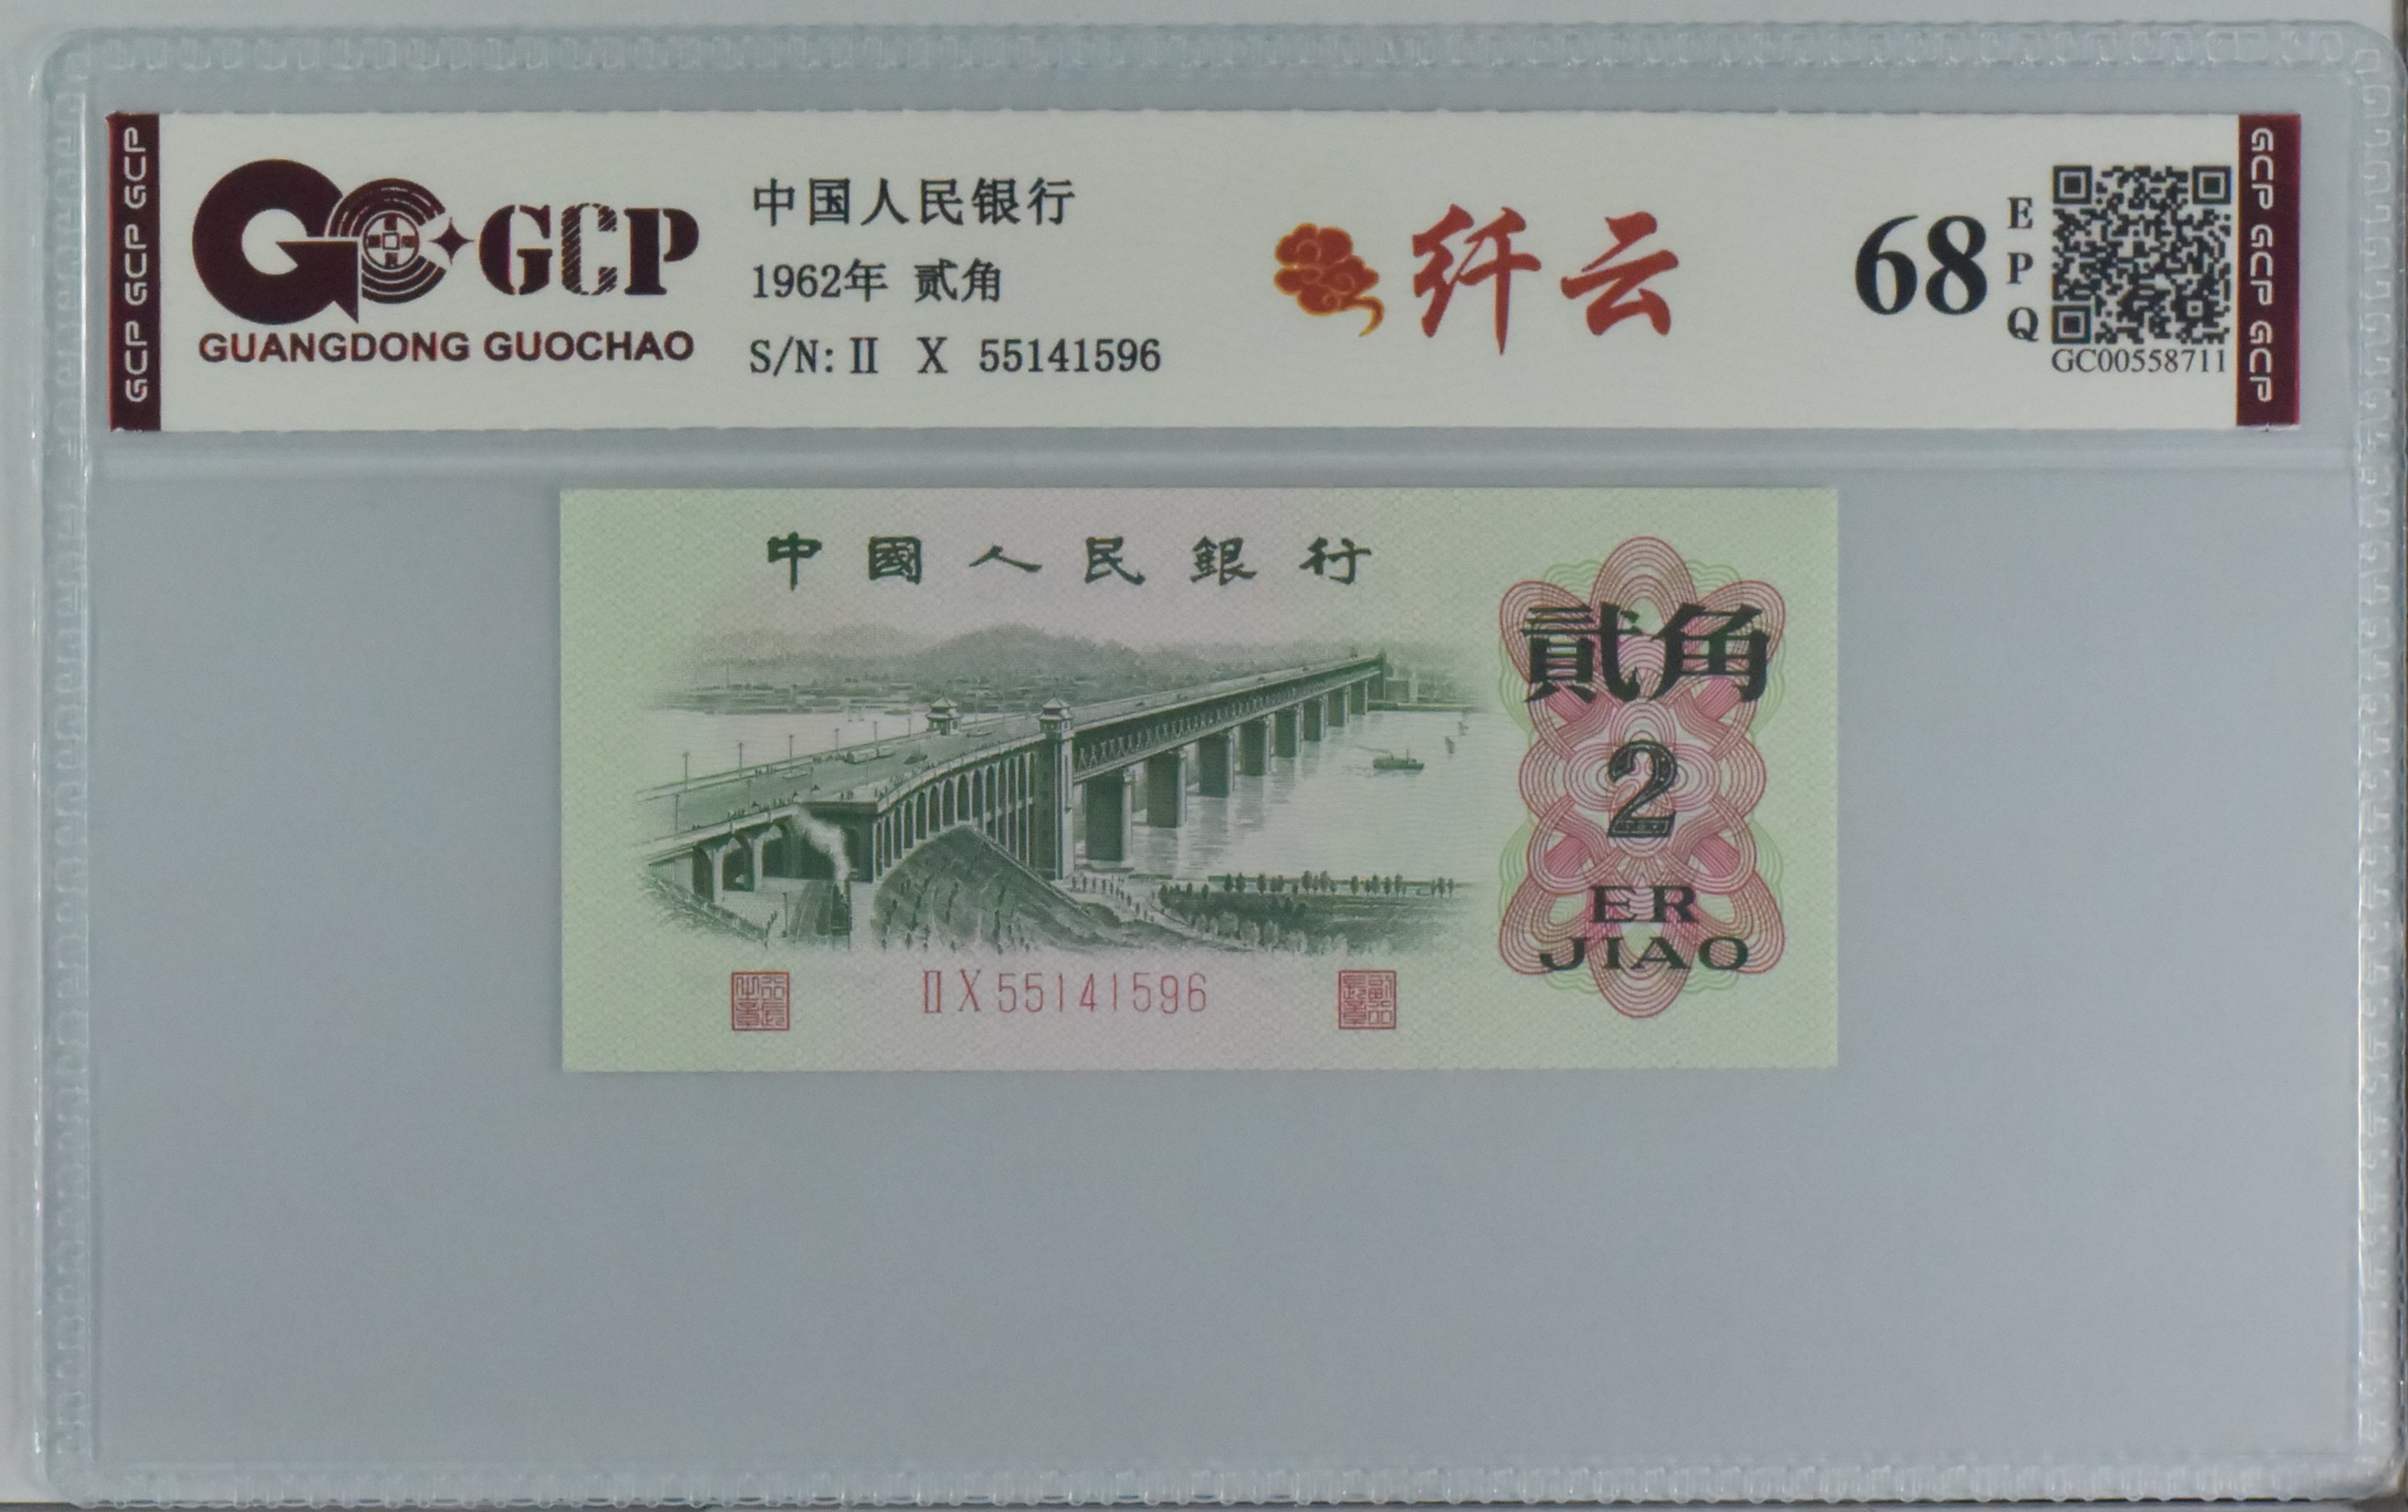 GCP GCP GCP
GCP
GUANGDONG GUOCHAO
中国人民银行
1962年 贰角
S/N: II X 55141596
纤云
68
EPQ
GC00558711
GCP GCP GCP
中國人民銀行
貳角
2
ER
JIAO
II X 55141596